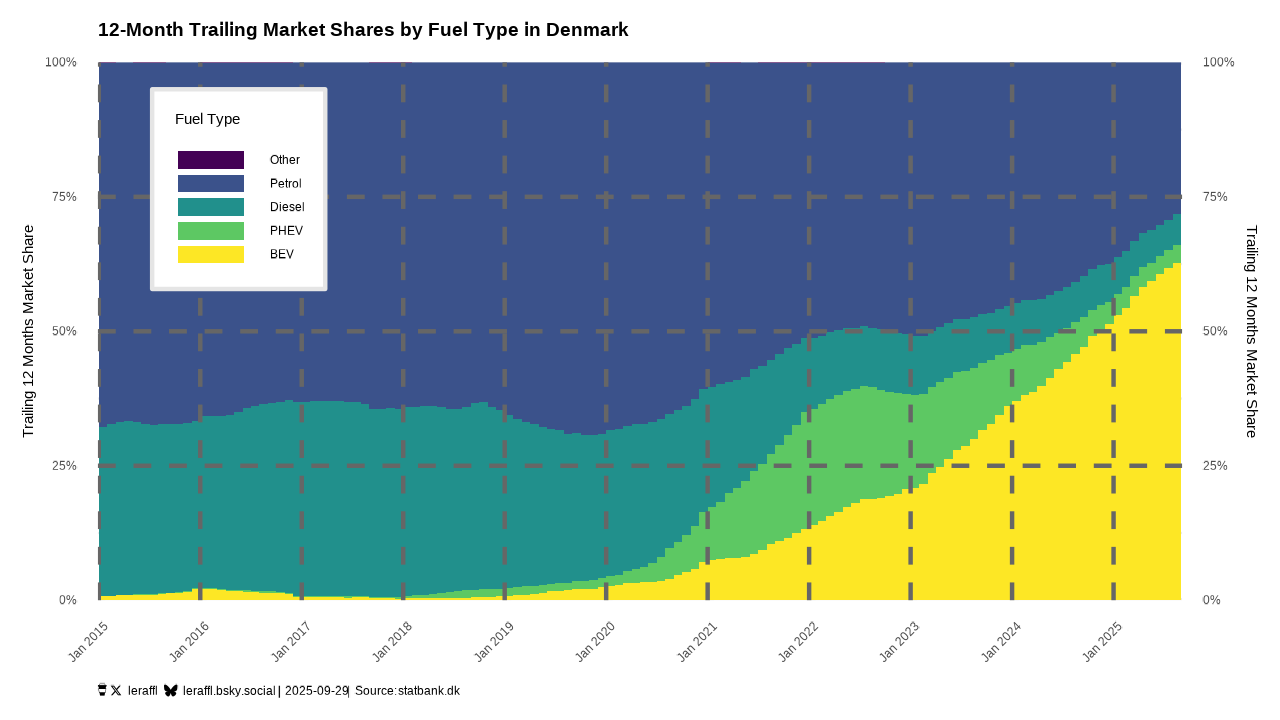 12-Month Trailing Market Shares by Fuel Type in Denmark
100%
75%
50%
25%
0%
Trailing 12 Months Market Share
Fuel Type
Other
Petrol
Diesel
PHEV
BEV
100%
75%
50%
25%
0%
Trailing 12 Months Market Share
Jan 2015
Jan 2016
Jan 2017
Jan 2018
Jan 2019
Jan 2020
Jan 2021
Jan 2022
Jan 2023
Jan 2024
Jan 2025
leraffl leraffl.bsky.social | 2025-09-29| Source:statbank.dk